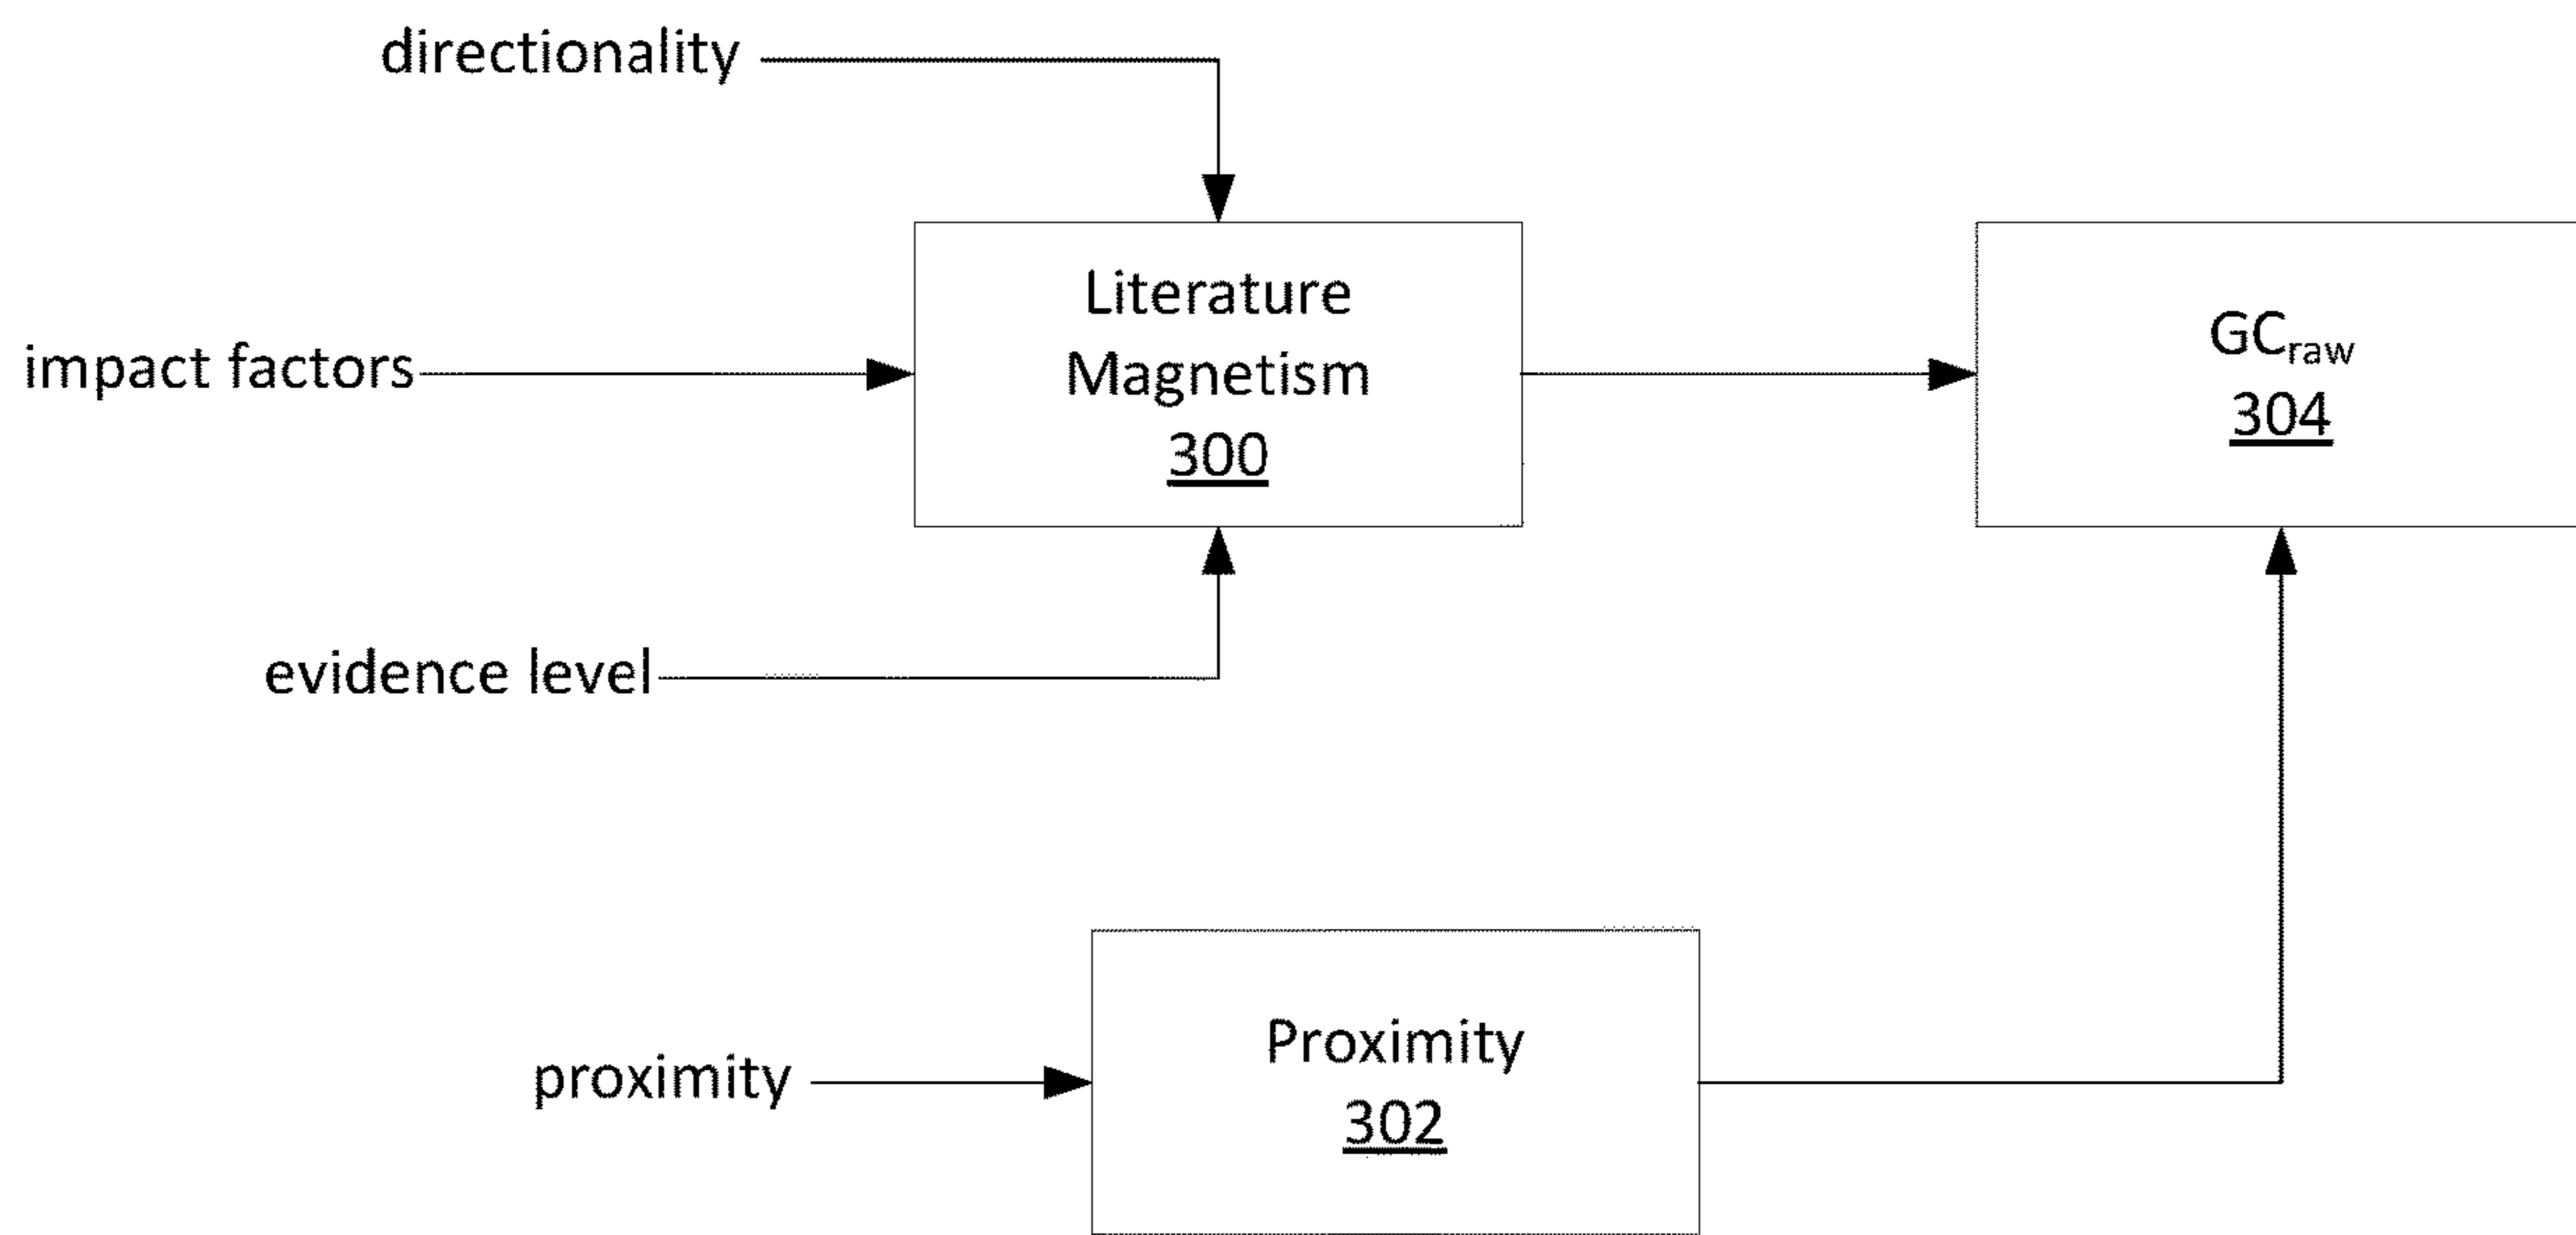 directionality
Literature
Magnetism
300
GCraw
304
impact factors
evidence level
Proximity
302
proximity